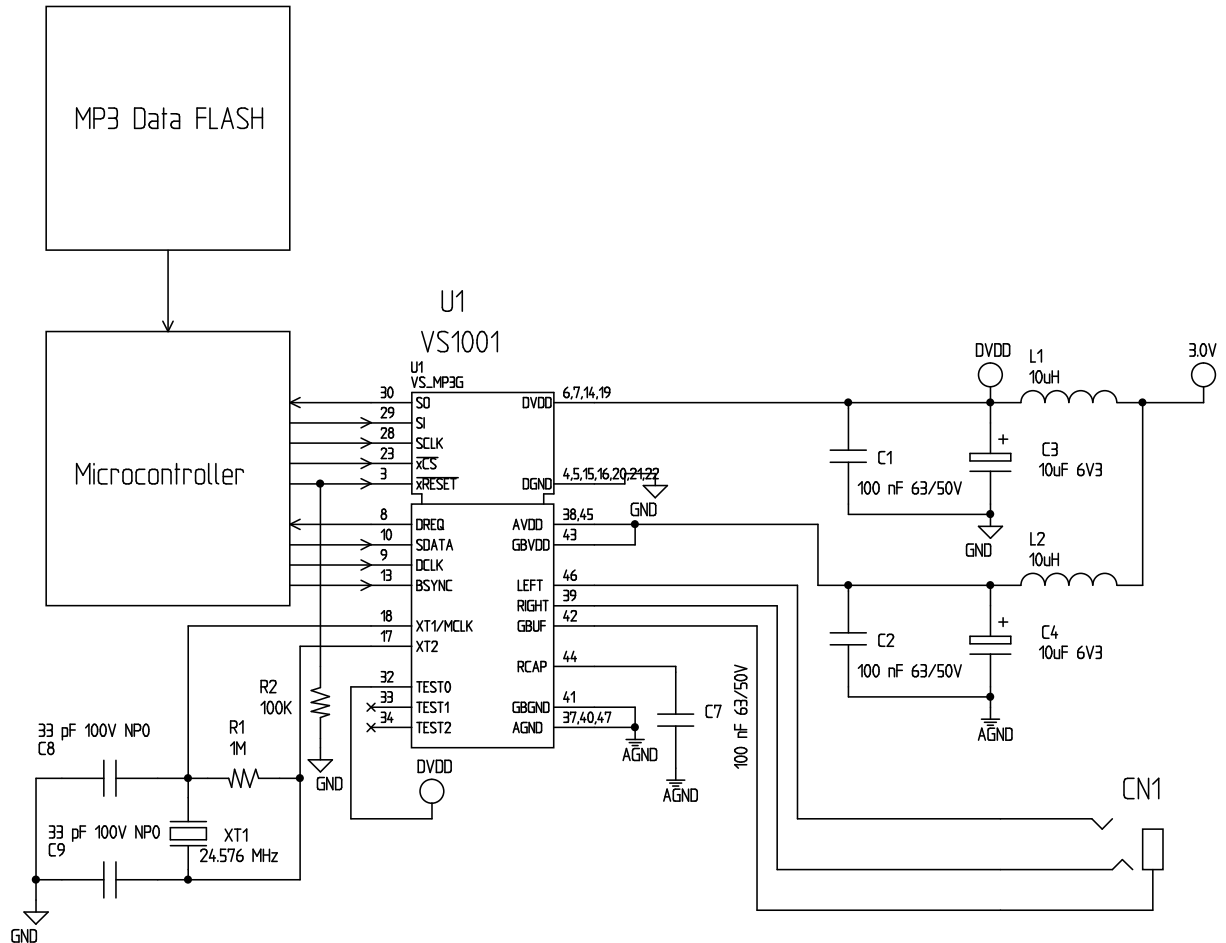 MP3 Data FLASH
U1
VS1001
U1
VS_MP3G
Microcontroller
30
29
28
23
3
8
10
9
13
18
17
32
33
34
SO
SI
SCLK
xCS
xRESET
DREQ
SDATA
DCLK
BSYNC
XT1/MCLK
XT2
TEST0
TEST1
TEST2
DVDD
DGND
AVDD
GBVDD
LEFT
RIGHT
GBUF
RCAP
GBGND
AGND
6,7,14,19
4,5,15,16,20,21,22
38,45
43
46
39
42
44
41
37,40,47
GND
DVDD
L1
10uH
3.0V
C1
100 nF 63/50V
C3
10uF 6V3
GND
L2
10uH
C2
100 nF 63/50V
C4
10uF 6V3
AGND
C7
100 nF 63/50V
AGND
AGND
R2
100K
GND
R1
1M
33 pF 100V NPO
C8
33 pF 100V NPO
C9
XT1
24.576 MHz
GND
DVDD
CN1